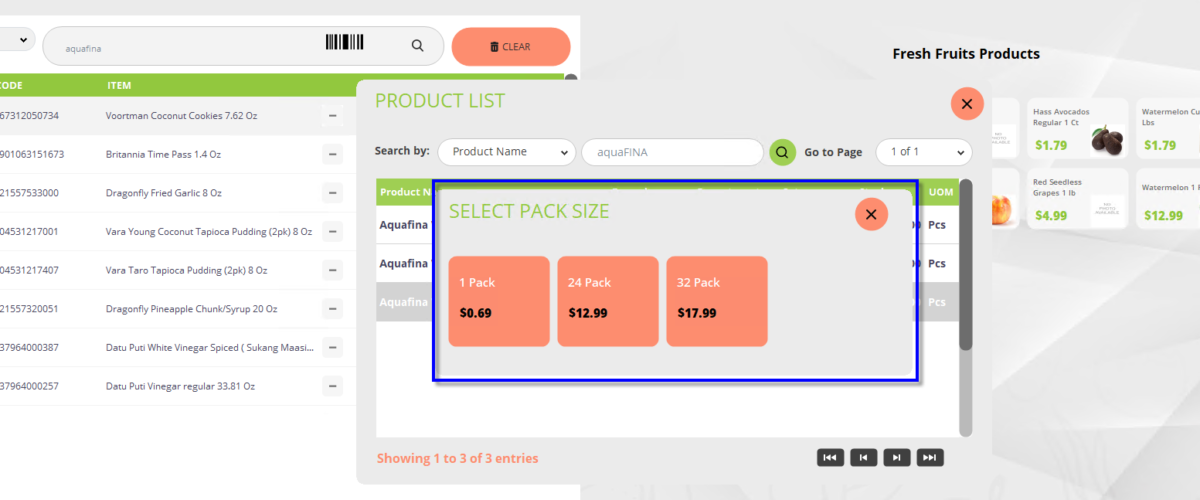 aquafina
CLEAR
CODE ITEM
67312050734 Voortman Coconut Cookies 7.62 Oz
901063151673 Britannia Time Pass 1.4 Oz
21557533000 Dragonfly Fried Garlic 8 Oz
04531217001 Vara Young Coconut Tapioca Pudding (2pk) 8 Oz
04531217407 Vara Taro Tapioca Pudding (2pk) 8 Oz
21557320051 Dragonfly Pineapple Chunk/Syrup 20 Oz
37964000387 Datu Puti White Vinegar Spiced ( Sukang Maasi...
37964000257 Datu Puti Vinegar regular 33.81 Oz
PRODUCT LIST
Search by: Product Name aquaFINA Go to Page 1 of 1
Product N UOM
Aquafina Pcs
Aquafina Pcs
Aquafina Pcs
SELECT PACK SIZE
1 Pack 24 Pack 32 Pack
$0.69 $12.99 $17.99
Showing 1 to 3 of 3 entries
Fresh Fruits Products
Hass Avocados
Regular 1 Ct
$1.79
Watermelon Cu
Lbs
$1.79
Red Seedless
Grapes 1 lb
$4.99
NO
PHOTO
AVAILABLE
Watermelon 1
$12.99